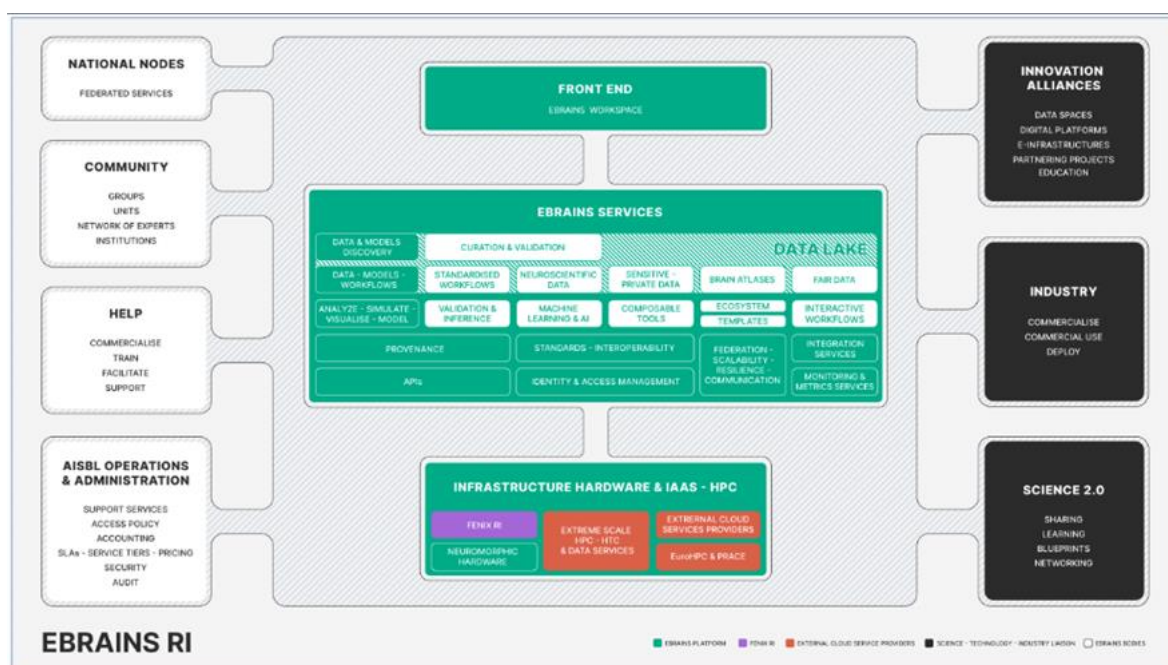 NATIONAL NODES
FEDERATED SERVICES
COMMUNITY
GROUPS
UNITS
NETWORK OF EXPERTS
INSTITUTIONS
HELP
COMMERCIALISE
TRAIN
FACILITATE
SUPPORT
AISBL OPERATIONS
& ADMINISTRATION
SUPPORT SERVICES
ACCESS POLICY
ACCOUNTING
SLAs - SERVICE TIERS - PRICING
SECURITY
AUDIT
FRONT END
EBRAINS WORKSPACE
EBRAINS SERVICES
DATA & MODELS
DISCOVERY
CURATION & VALIDATION
DATA LAKE
DATA - MODELS -
WORKFLOWS
STANDARDISED
WORKFLOWS
NEUROSCIENTIFIC
DATA
SENSITIVE -
PRIVATE DATA
BRAIN ATLASES
FAIR DATA
ANALYZE - SIMULATE -
VISUALISE - MODEL
VALIDATION &
INFERENCE
MACHINE
LEARNING & AI
COMPOSABLE
TOOLS
ECOSYSTEM
TEMPLATES
INTERACTIVE
WORKFLOWS
PROVENANCE
STANDARDS - INTEROPERABILITY
FEDERATION -
SCALABILITY -
RESILIENCE -
COMMUNICATION
INTEGRATION
SERVICES
APIs
IDENTITY & ACCESS MANAGEMENT
MONITORING &
METRICS SERVICES
INFRASTRUCTURE HARDWARE & IAAS - HPC
FENIX RI
NEUROMORPHIC
HARDWARE
EXTREME SCALE
HPC - HTC
& DATA SERVICES
EXTRERNAL CLOUD
SERVICES PROVIDERS
EuroHPC & PRACE
INNOVATION
ALLIANCES
DATA SPACES
DIGITAL PLATFORMS
E-INFRASTRUCTURES
PARTNERING PROJECTS
EDUCATION
INDUSTRY
COMMERCIALISE
COMMERCIAL USE
DEPLOY
SCIENCE 2.0
SHARING
LEARNING
BLUEPRINTS
NETWORKING
EBRAINS RI
EBRAINS PLATFORM
FENIX RI
EXTERNAL CLOUD SERVICE PROVIDERS
SCIENCE - TECHNOLOGY - INDUSTRY LIAISON
EBRAINS BODIES